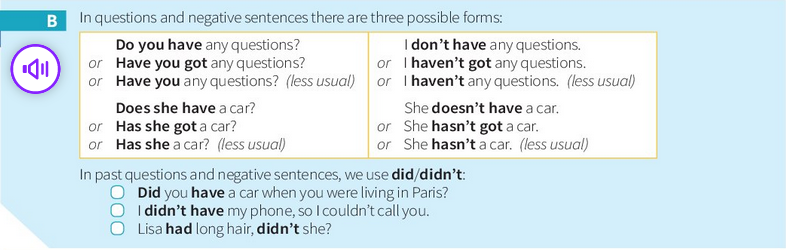 B In questions and negative sentences there are three possible forms:
Do you have any questions?
or Have you got any questions?
or Have you any questions? (less usual)
Does she have a car?
or Has she got a car?
or Has she a car? (less usual)
I don’t have any questions.
or I haven’t got any questions.
or I haven’t any questions. (less usual)
She doesn’t have a car.
or She hasn’t got a car.
or She hasn’t a car. (less usual)
In past questions and negative sentences, we use did/didn’t:
Did you have a car when you were living in Paris?
I didn’t have my phone, so I couldn’t call you.
Lisa had long hair, didn’t she?